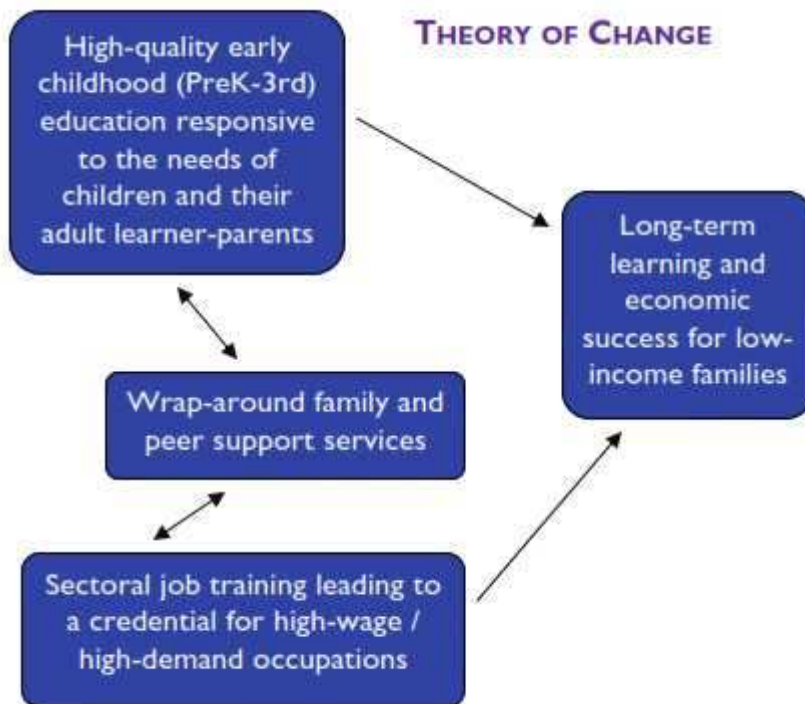 THEORY OF CHANGE
High-quality early
childhood (PreK-3rd)
education responsive
to the needs of
children and their
adult learner-parents
Long-term
learning and
economic
success for low-
income families
Wrap-around family and
peer support services
Sectoral job training leading to
a credential for high-wage /
high-demand occupations